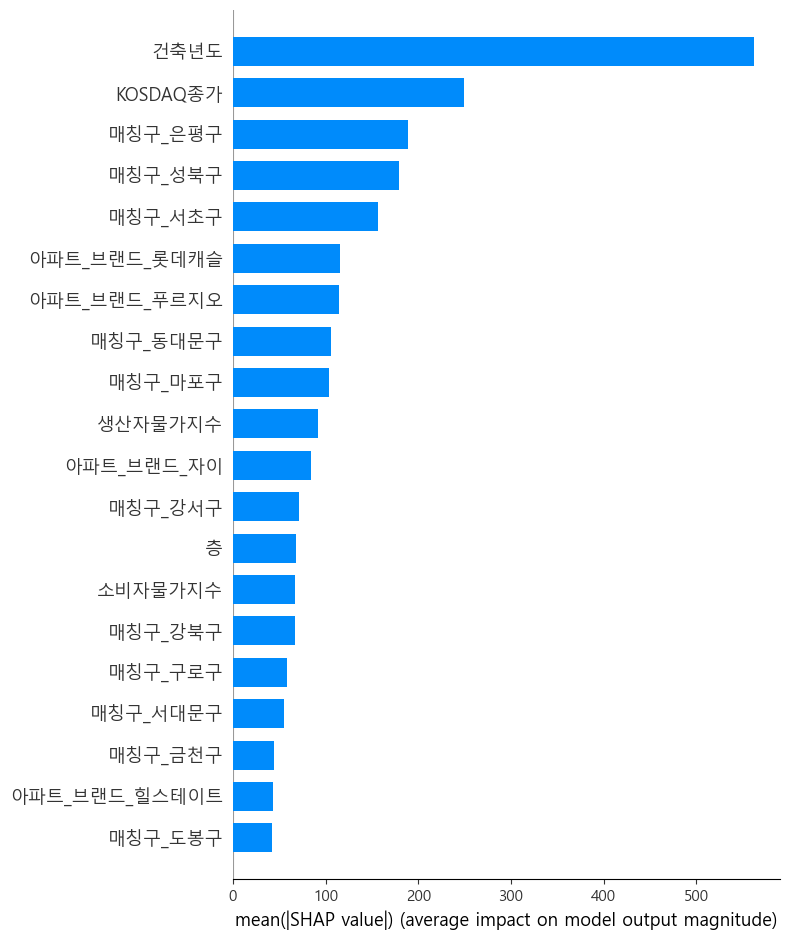 건축년도
KOSDAQ종가
매칭구_은평구
매칭구_성북구
매칭구_서초구
아파트_브랜드_롯데캐슬
아파트_브랜드_푸르지오
매칭구_동대문구
매칭구_마포구
생산자물가지수
아파트_브랜드_자이
매칭구_강서구
층
소비자물가지수
매칭구_강북구
매칭구_구로구
매칭구_서대문구
매칭구_금천구
아파트_브랜드_힐스테이트
매칭구_도봉구
0 100 200 300 400 500
mean(|SHAP value|) (average impact on model output magnitude)